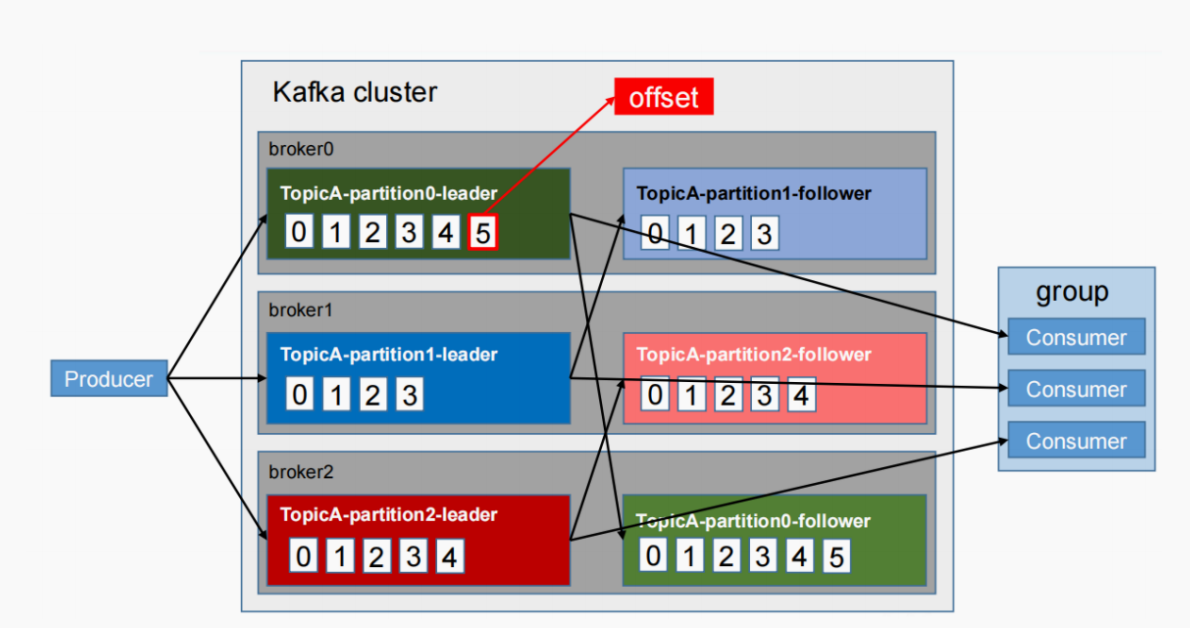 Kafka cluster
offset
broker0
TopicA-partition0-leader
0 1 2 3 4 5
TopicA-partition1-follower
0 1 2 3
broker1
TopicA-partition1-leader
0 1 2 3
TopicA-partition2-follower
0 1 2 3 4
broker2
TopicA-partition2-leader
0 1 2 3 4
TopicA-partition0-follower
0 1 2 3 4 5
Producer
group
Consumer
Consumer
Consumer